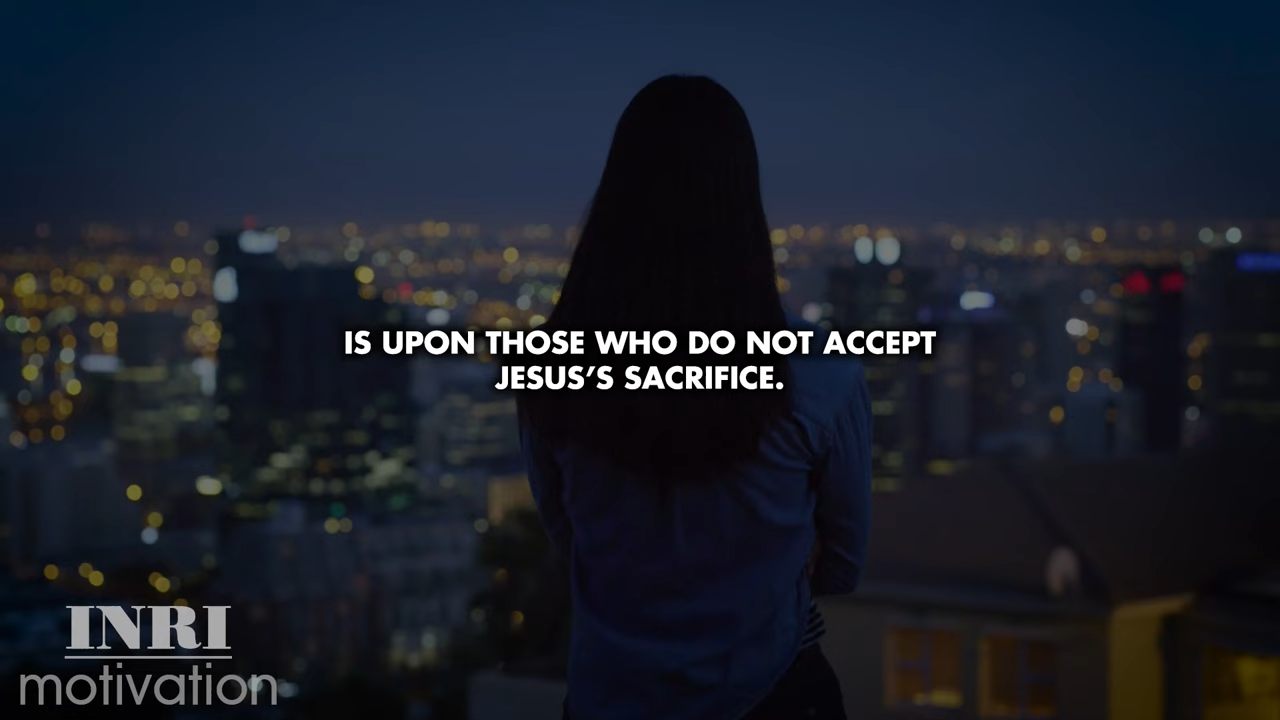 IS UPON THOSE WHO DO NOT ACCEPT
JESUS’S SACRIFICE.
INRI
motivation